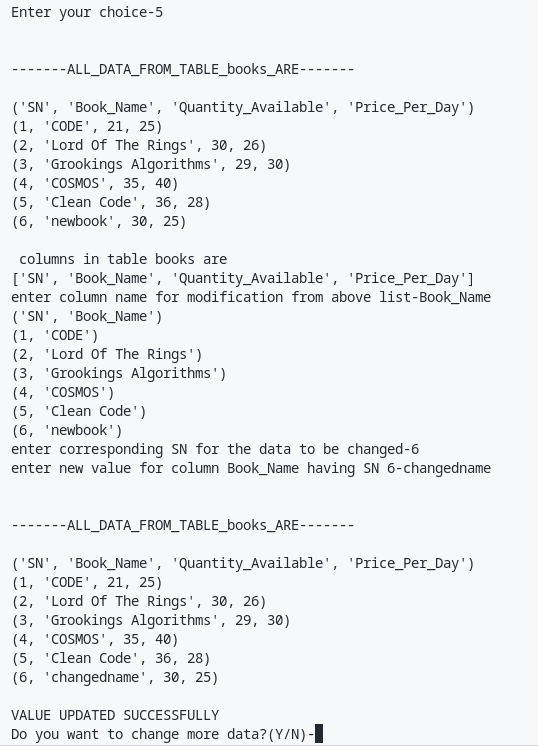 Enter your choice-5
-------ALL_DATA_FROM_TABLE_books_ARE-------
('SN', 'Book_Name', 'Quantity_Available', 'Price_Per_Day')
(1, 'CODE', 21, 25)
(2, 'Lord Of The Rings', 30, 26)
(3, 'Grookings Algorithms', 29, 30)
(4, 'COSMOS', 35, 40)
(5, 'Clean Code', 36, 28)
(6, 'newbook', 30, 25)
columns in table books are
['SN', 'Book_Name', 'Quantity_Available', 'Price_Per_Day']
enter column name for modification from above list-Book_Name
('SN', 'Book_Name')
(1, 'CODE')
(2, 'Lord Of The Rings')
(3, 'Grookings Algorithms')
(4, 'COSMOS')
(5, 'Clean Code')
(6, 'newbook')
enter corresponding SN for the data to be changed-6
enter new value for column Book_Name having SN 6-changedname
-------ALL_DATA_FROM_TABLE_books_ARE-------
('SN', 'Book_Name', 'Quantity_Available', 'Price_Per_Day')
(1, 'CODE', 21, 25)
(2, 'Lord Of The Rings', 30, 26)
(3, 'Grookings Algorithms', 29, 30)
(4, 'COSMOS', 35, 40)
(5, 'Clean Code', 36, 28)
(6, 'changedname', 30, 25)
VALUE UPDATED SUCCESSFULLY
Do you want to change more data?(Y/N)-